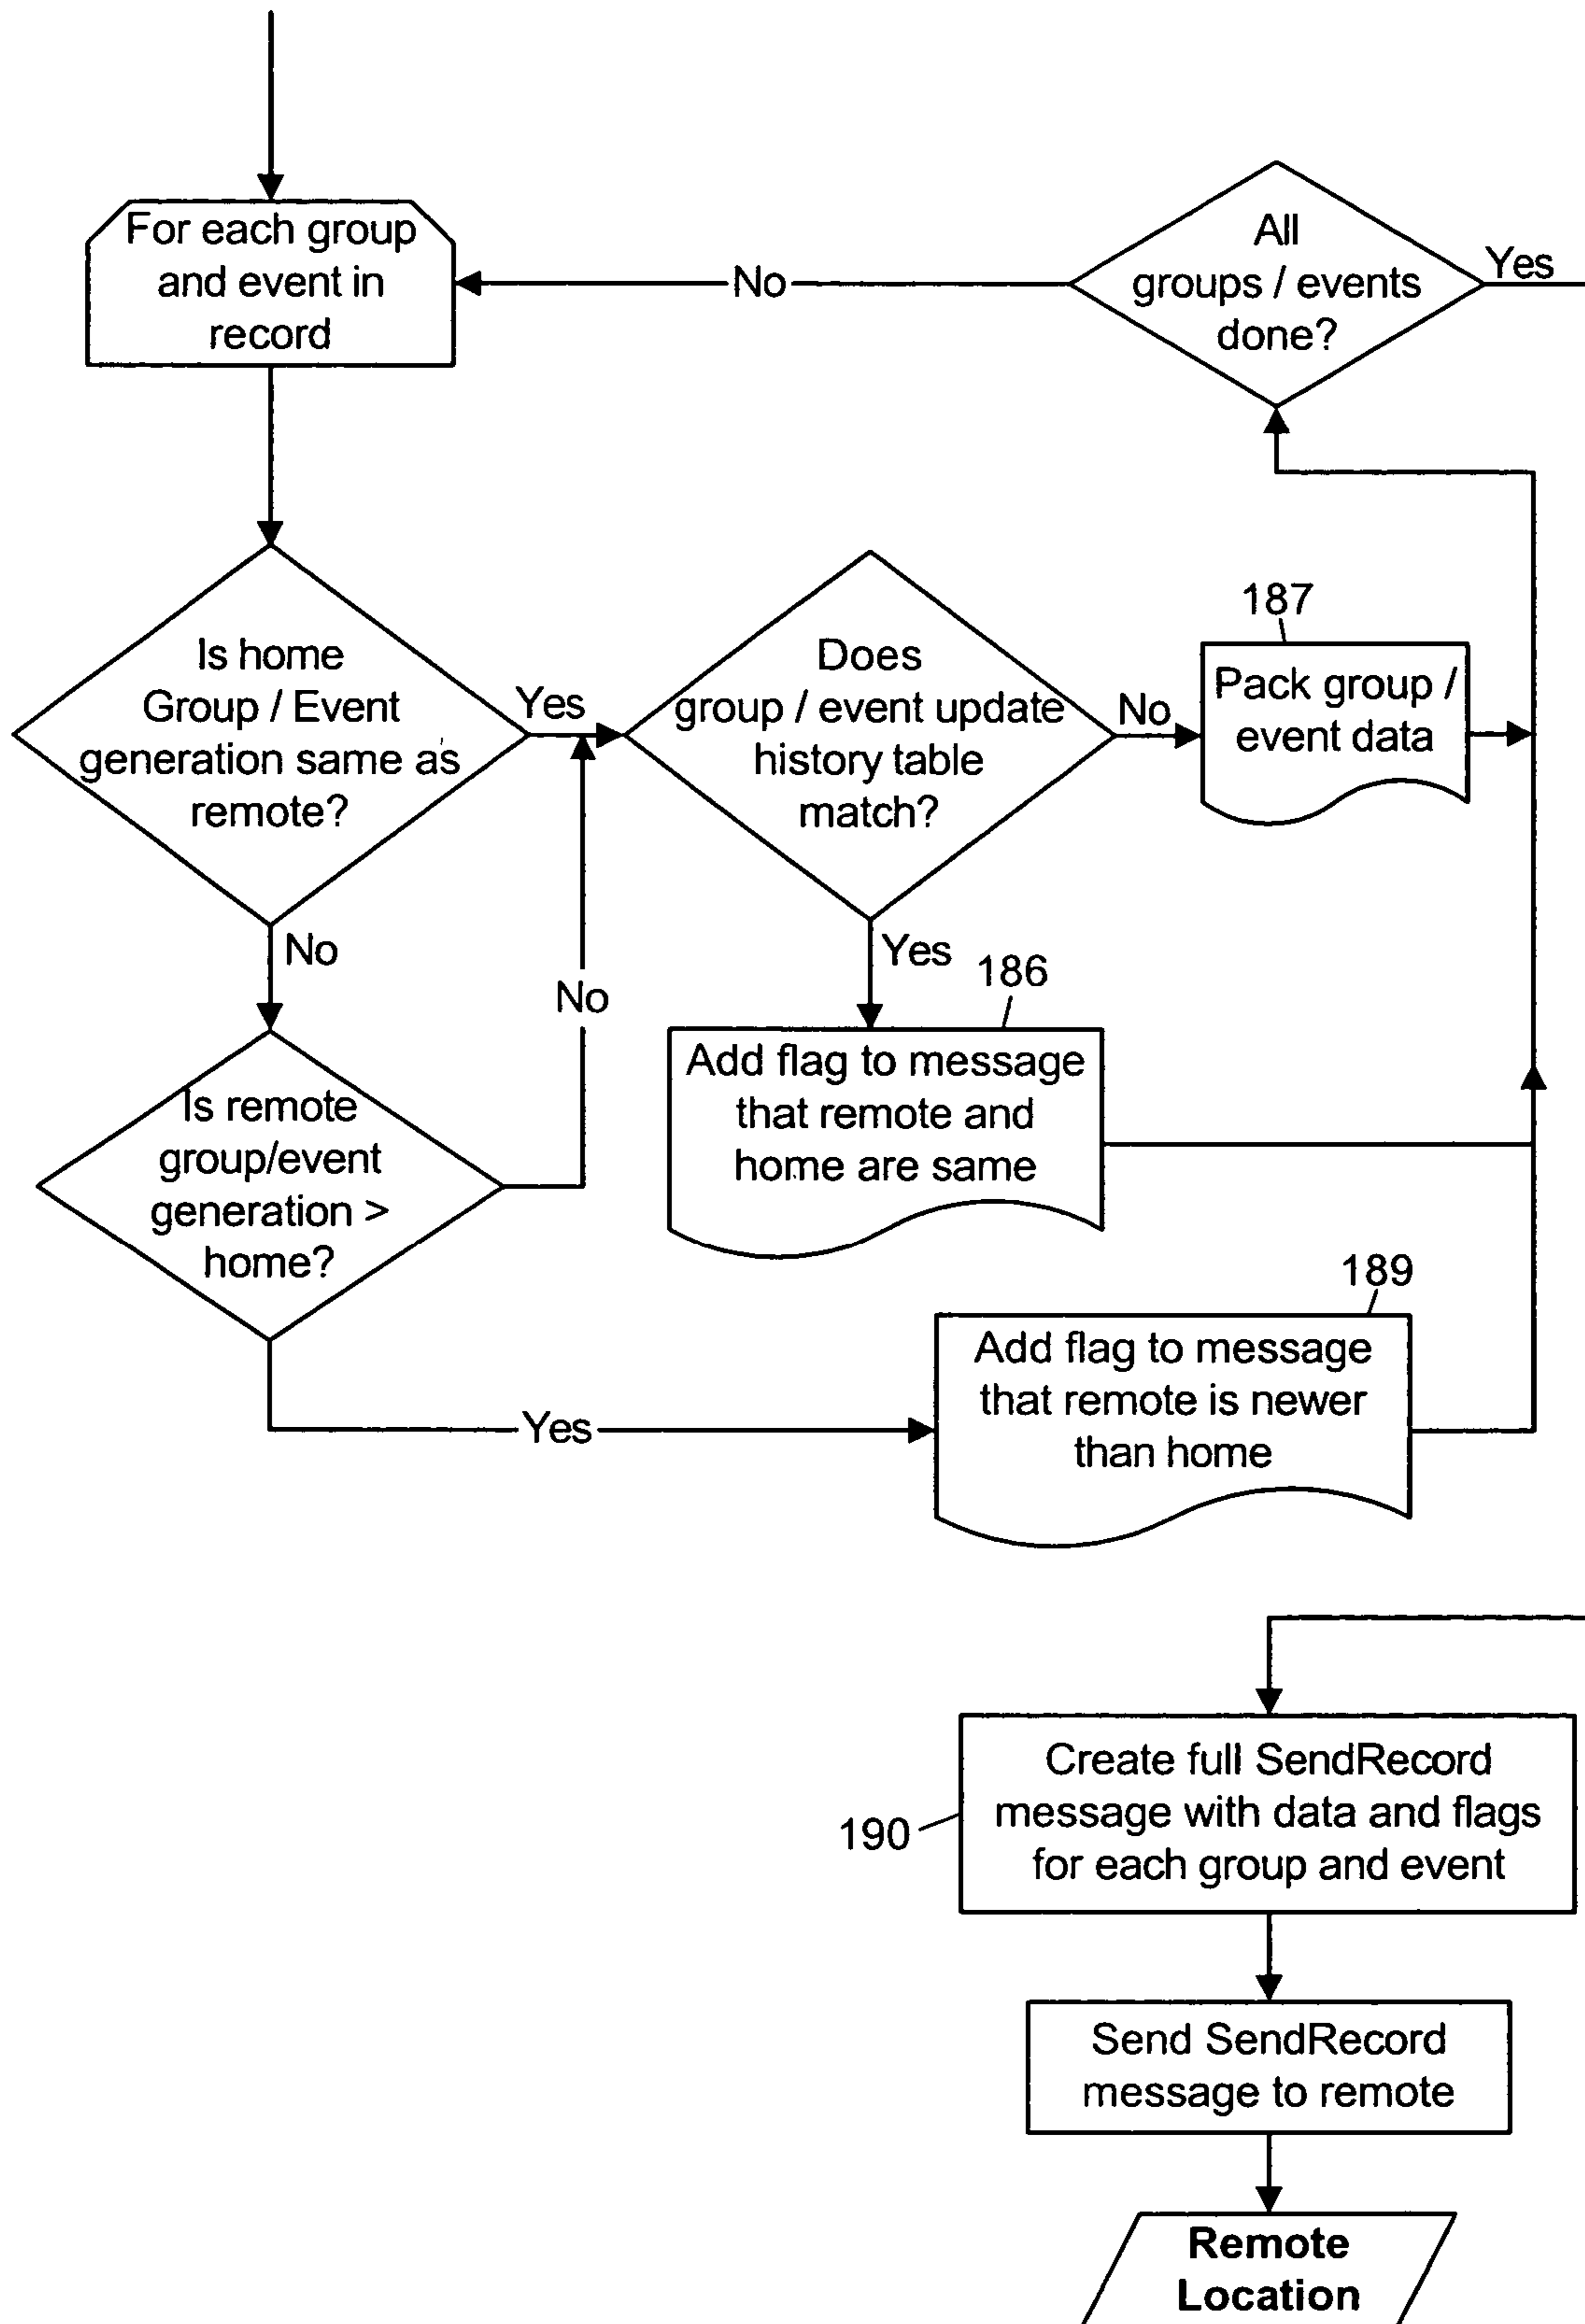 For each group
and event in
record
No
All
groups / events
done?
Yes
Is home
Group / Event
generation same as
remote?
Yes
Does
group / event update
history table
match?
No
187
Pack group /
event data
No
No
Yes
186
Add flag to message
that remote and
home are same
Is remote
group/event
generation >
home?
Yes
189
Add flag to message
that remote is newer
than home
190
Create full SendRecord
message with data and flags
for each group and event
Send SendRecord
message to remote
Remote
Location